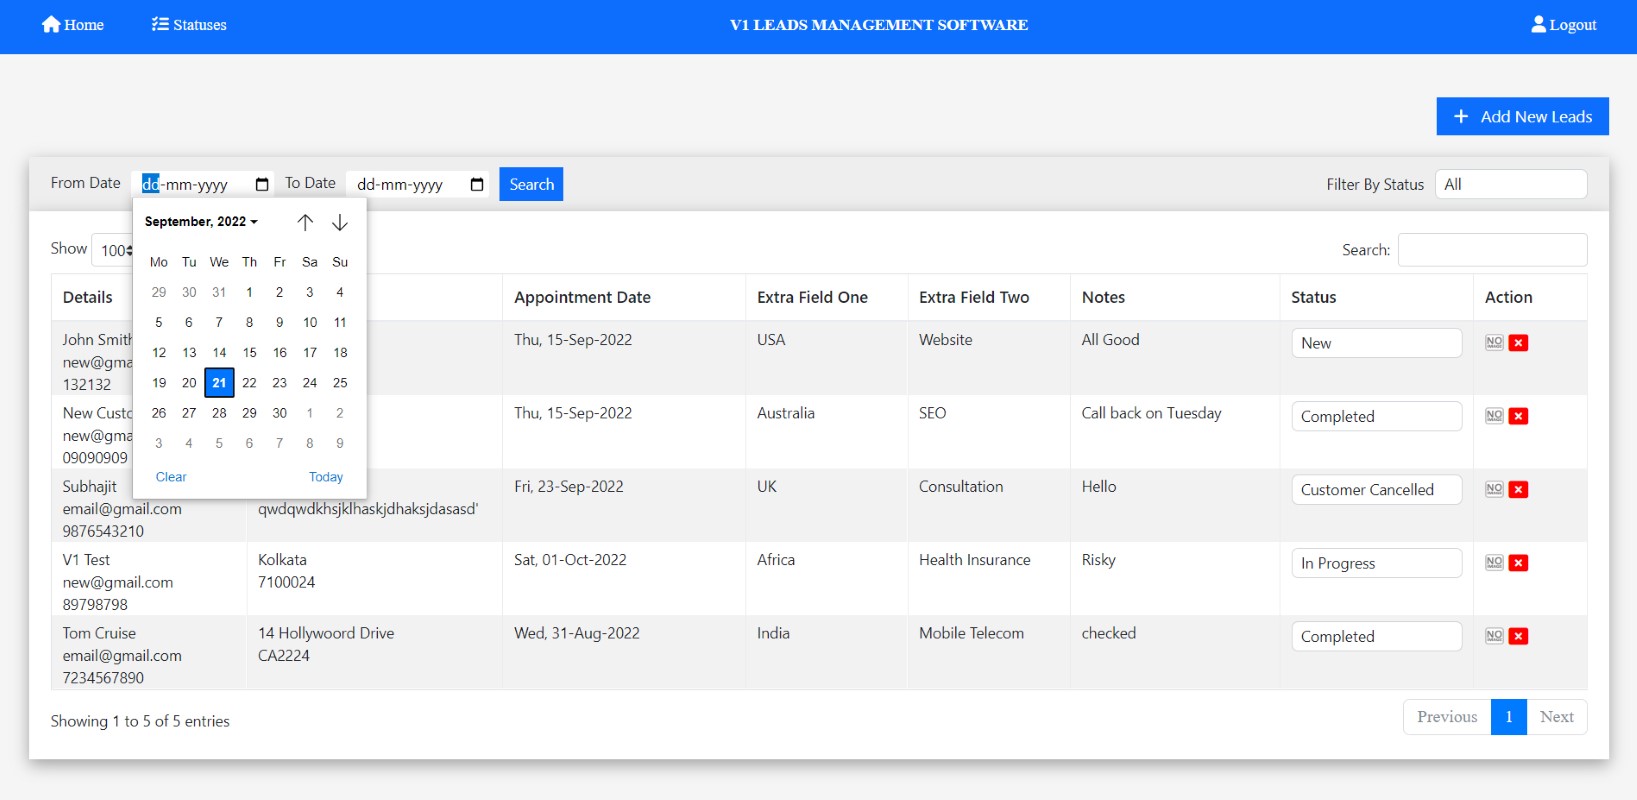 Home
Statuses
V1 LEADS MANAGEMENT SOFTWARE
Logout
Add New Leads
From Date dd-mm-yyyy To Date dd-mm-yyyy Search
Filter By Status All
September, 2022
Mo Tu We Th Fr Sa Su
29 30 31 1 2 3 4
5 6 7 8 9 10 11
12 13 14 15 16 17 18
19 20 21 22 23 24 25
26 27 28 29 30 1 2
3 4 5 6 7 8 9
Clear Today
Show 100
Search:
Details Appointment Date Extra Field One Extra Field Two Notes Status Action
John Smith Thu, 15-Sep-2022 USA Website All Good New NO
new@gma
132132
New Custo Thu, 15-Sep-2022 Australia SEO Call back on Tuesday Completed NO
new@gma
09090909
Subhajit Fri, 23-Sep-2022 UK Consultation Hello Customer Cancelled NO
email@gmail.com qwdqwdkhsjklhaskjdhaksjdasasd'
9876543210
V1 Test Kolkata Sat, 01-Oct-2022 Africa Health Insurance Risky In Progress NO
new@gmail.com 7100024
89798798
Tom Cruise 14 Hollywoord Drive Wed, 31-Aug-2022 India Mobile Telecom checked Completed NO
email@gmail.com CA2224
7234567890
Showing 1 to 5 of 5 entries
Previous 1 Next